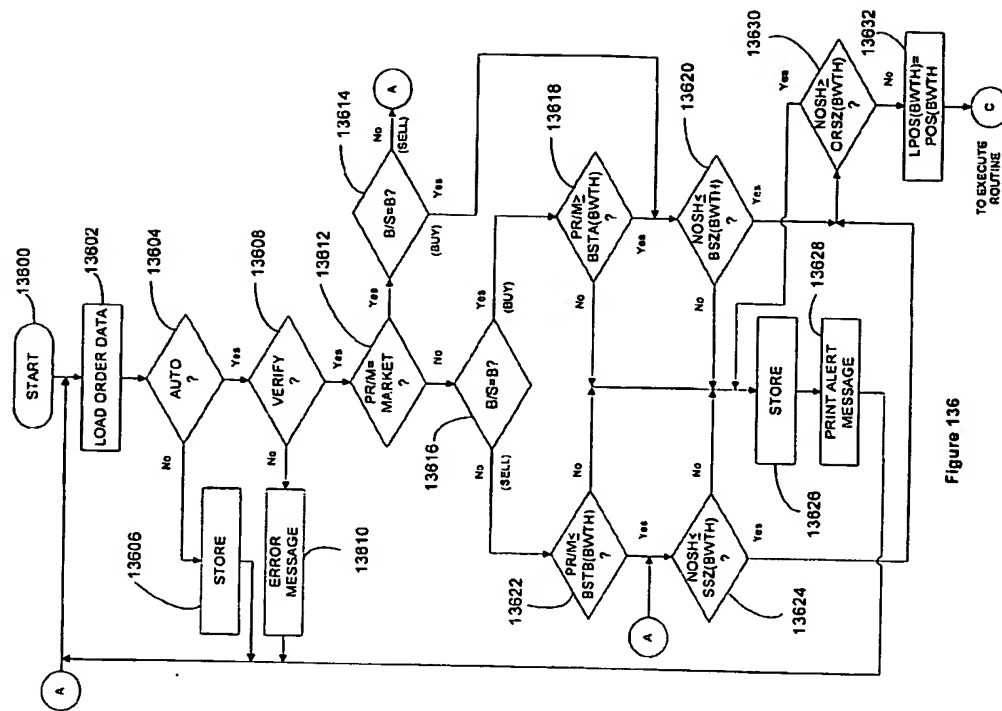 13600
START
13602
LOAD ORDER DATA
A
13604
AUTO
?
No
Yes
13606
STORE
13608
VERIFY
?
No
Yes
13610
ERROR
MESSAGE
13612
PR/M=
MARKET
?
Yes
No
13614
B/S=B?
No
(SELL)
A
Yes
(BUY)
13616
B/S=B?
No
(SELL)
Yes
(BUY)
13618
PR/M≥
BSTA(BWTH)
?
No
Yes
13620
NOSH≤
BSZ(BWTH)
?
No
Yes
13622
PR/M≤
BSTB(BWTH)
?
No
Yes
A
13624
NOSH≤
SSZ(BWTH)
?
No
Yes
13626
STORE
13628
PRINT ALERT
MESSAGE
13630
NOSH≥
ORSZ(BWTH)
?
Yes
No
13632
LPOS(BWTH)=
POS(BWTH
C
TO EXECUTE
ROUTINE
Figure 136